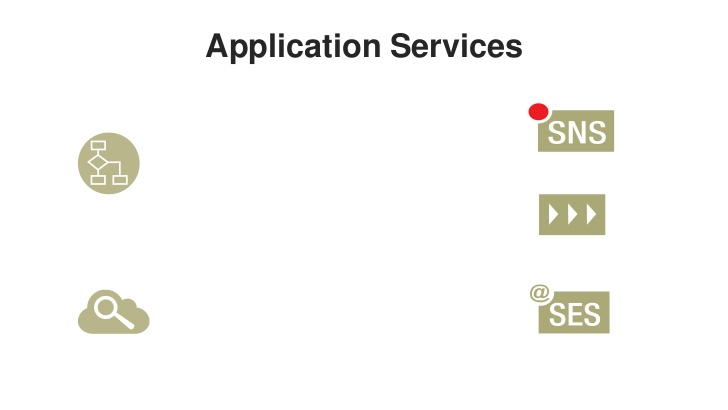 Application Services
SNS
@
SES